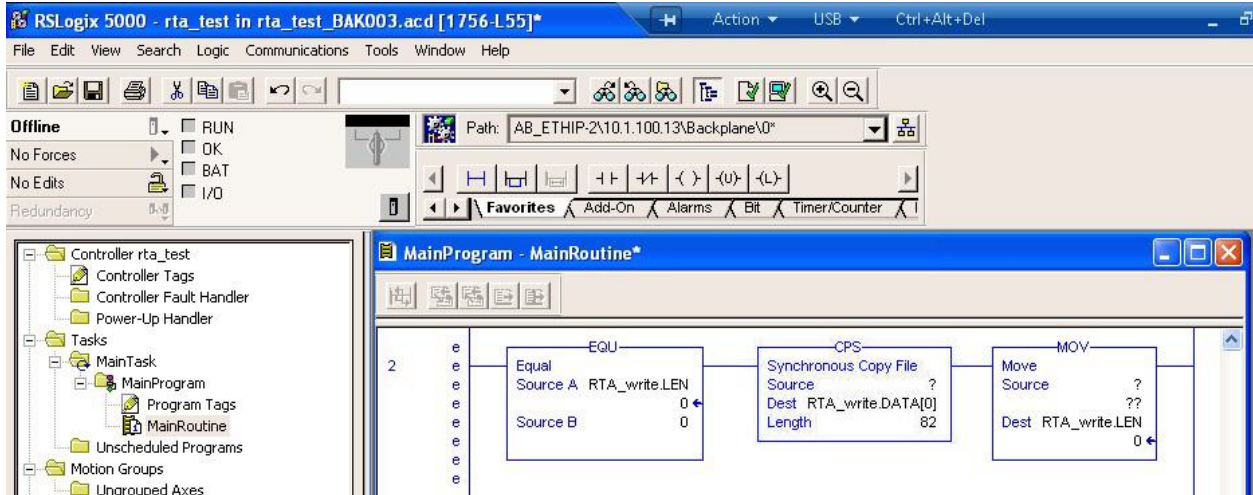 RSLogix 5000 - rta_test in rta_test_BAK003.acd [1756-L55]*
Action USB Ctrl+Alt+Del
File Edit View Search Logic Communications Tools Window Help
Offline RUN
No Forces OK
No Edits BAT
Redundancy I/O
Path: AB_ETHIP-2\10.1.100.13\Backplane\0*
Favorites Add-On Alarms Bit Timer/Counter
Controller rta_test
Controller Tags
Controller Fault Handler
Power-Up Handler
Tasks
MainTask
MainProgram
Program Tags
MainRoutine
Unscheduled Programs
Motion Groups
Ungrouped Axes
MainProgram - MainRoutine*
2
e
e
e
e
e
e
e
e
EQU
Equal
Source A RTA_write.LEN
0
Source B 0
CPS
Synchronous Copy File
Source ?
Dest RTA_write.DATA[0]
Length 82
MOV
Move
Source ?
??
Dest RTA_write.LEN
0